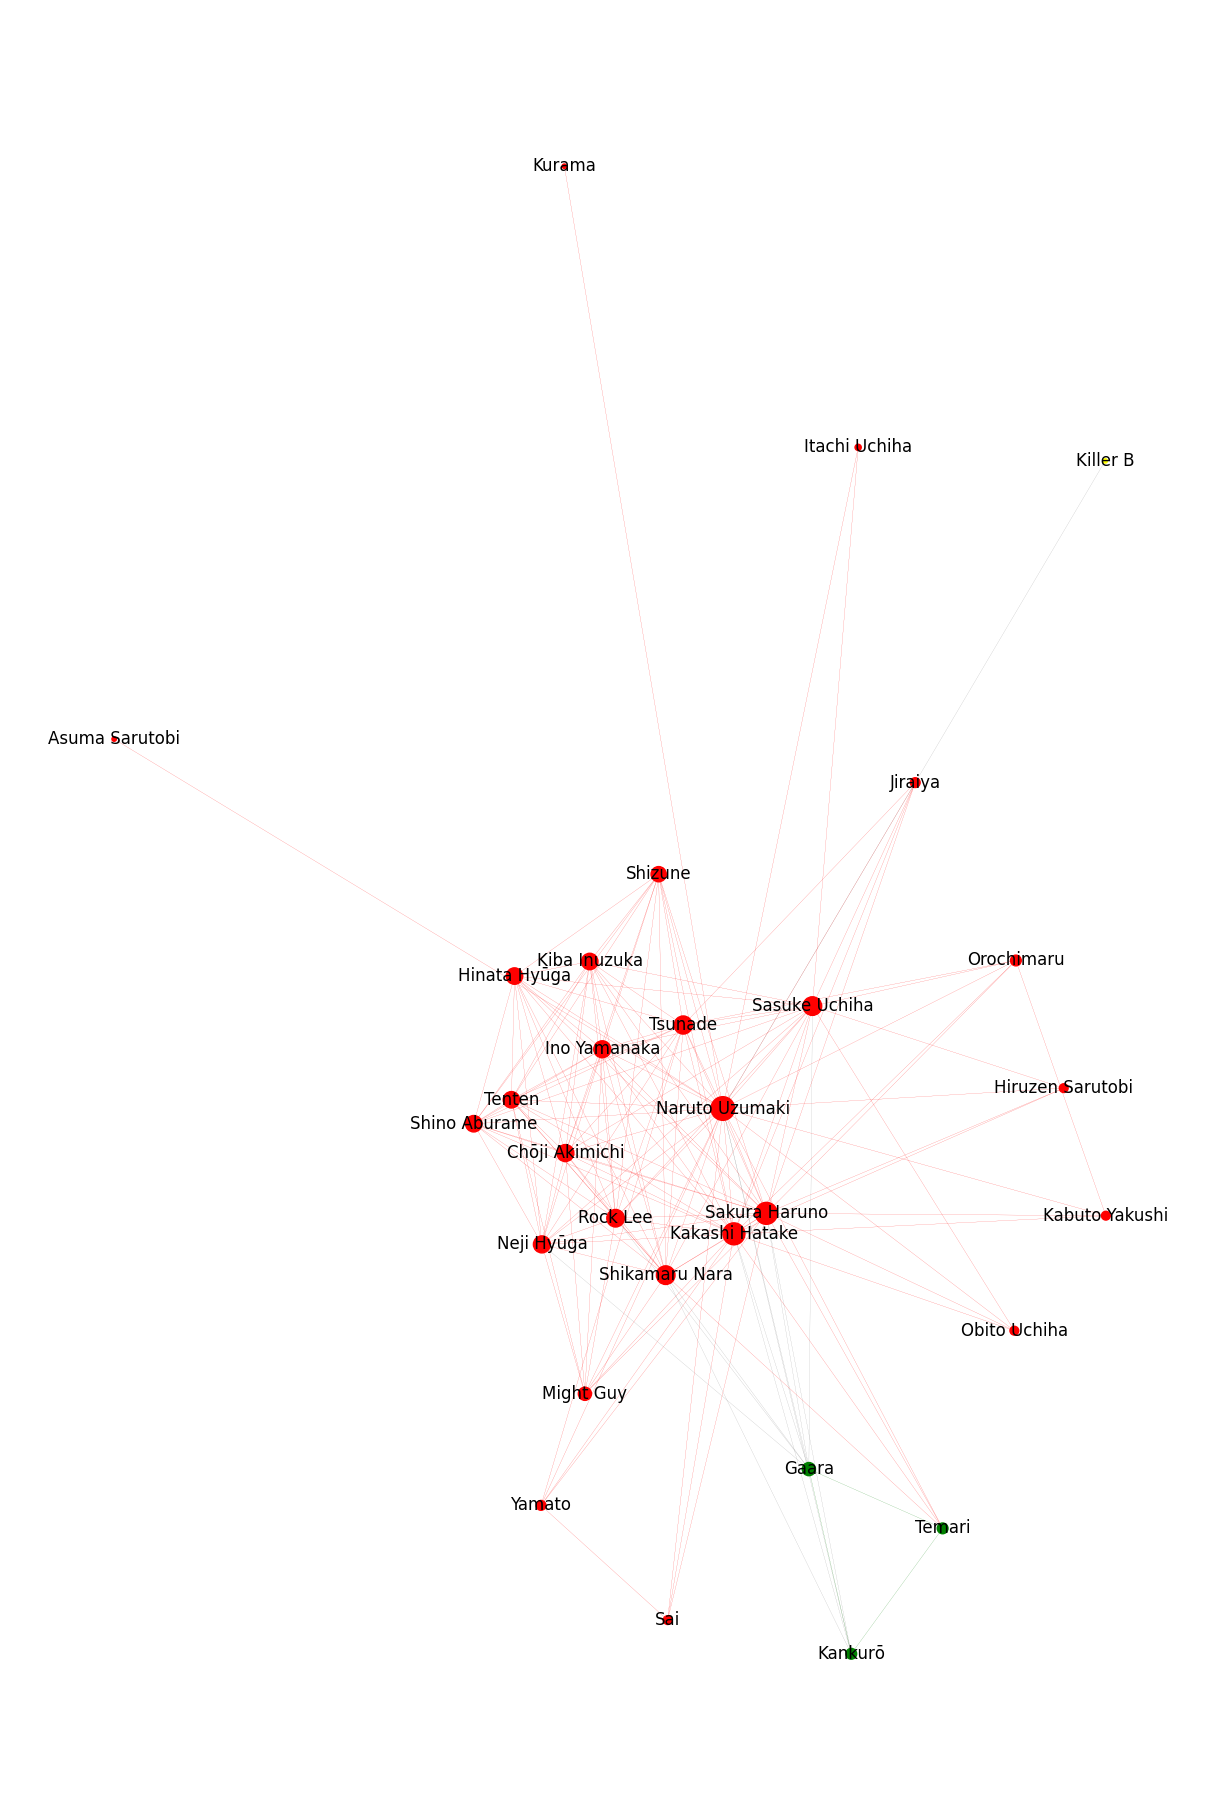 Kurama
Itachi Uchiha
Killer B
Asuma Sarutobi
Jiraiya
Shizune
Kiba Inuzuka
Orochimaru
Hinata Hyūga
Sasuke Uchiha
Tsunade
Ino Yamanaka
Hiruzen Sarutobi
Tenten
Naruto Uzumaki
Shino Aburame
Chōji Akimichi
Sakura Haruno
Kabuto Yakushi
Rock Lee
Kakashi Hatake
Neji Hyūga
Shikamaru Nara
Obito Uchiha
Might Guy
Gaara
Yamato
Temari
Sai
Kankurō